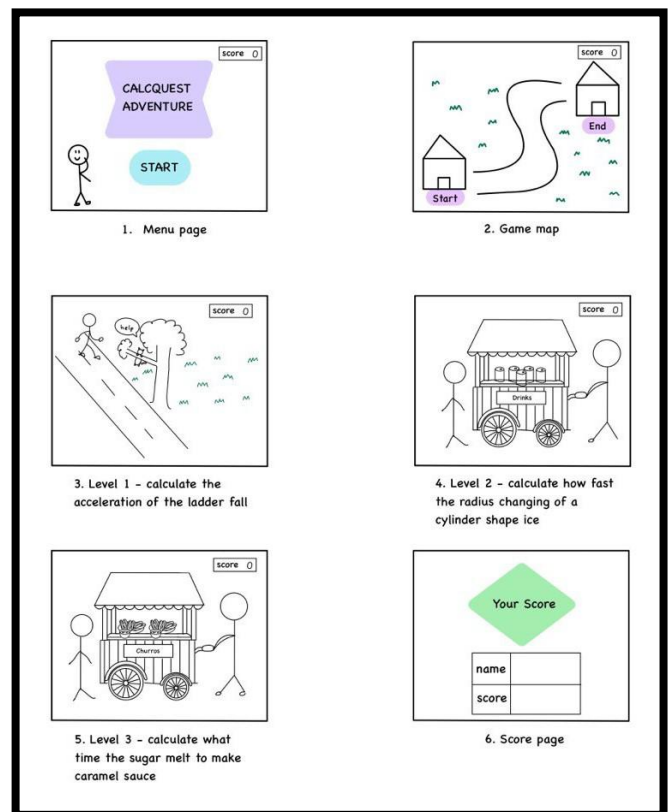 score 0
CALCQUEST
ADVENTURE
START
1. Menu page
score 0
End
Start
2. Game map
score 0
help
3. Level 1 - calculate the
acceleration of the ladder fall
score 0
Drinks
4. Level 2 - calculate how fast
the radius changing of a
cylinder shape ice
score 0
Churros
5. Level 3 - calculate what
time the sugar melt to make
caramel sauce
Your Score
name
score
6. Score page